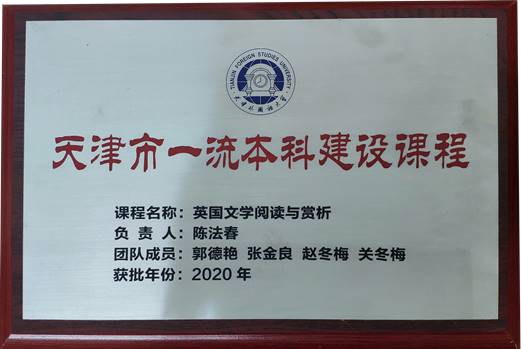 TIANJIN FOREIGN STUDIES UNIVERSITY
天津外国语大学
天津市一流本科建设课程
课程名称：英国文学阅读与赏析
负 责 人：陈法春
团队成员：郭德艳 张金良 赵冬梅 关冬梅
获批年份：2020 年